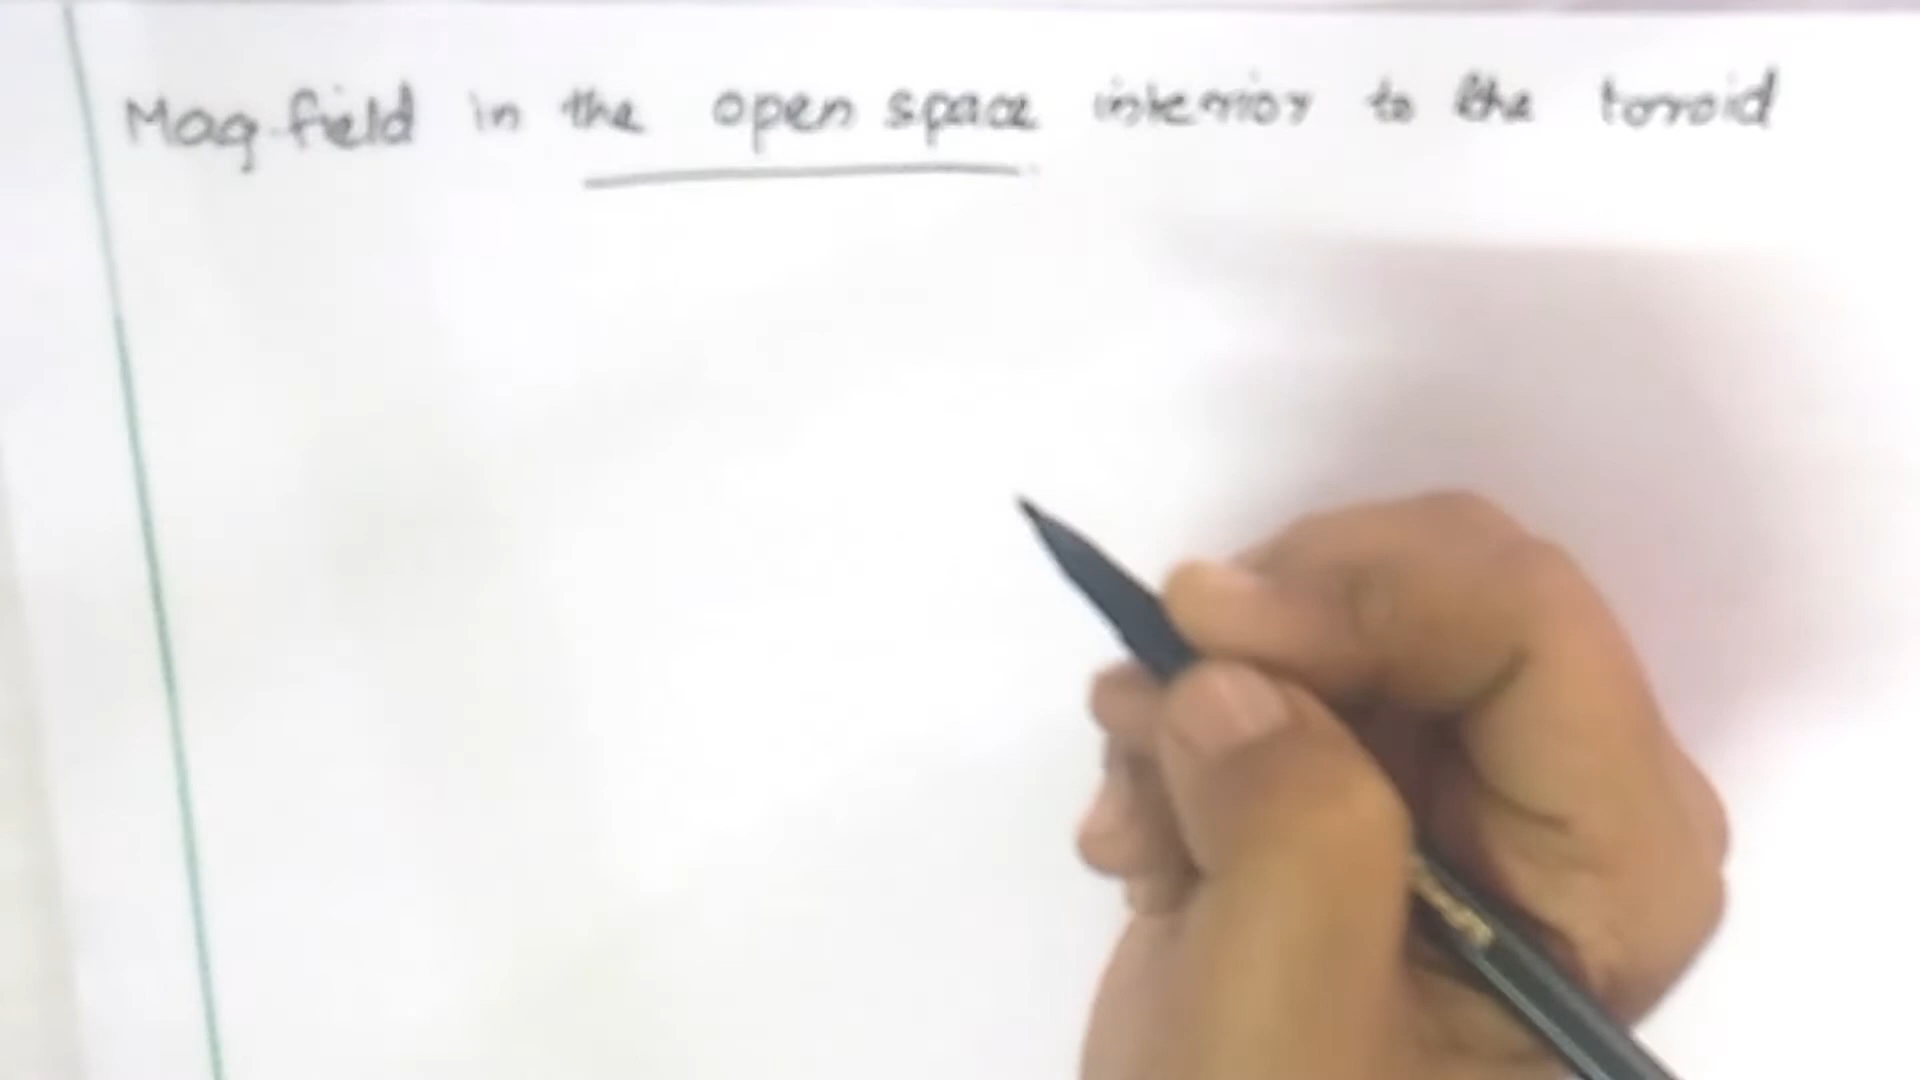 Mag. field in the open space interior to the toroid